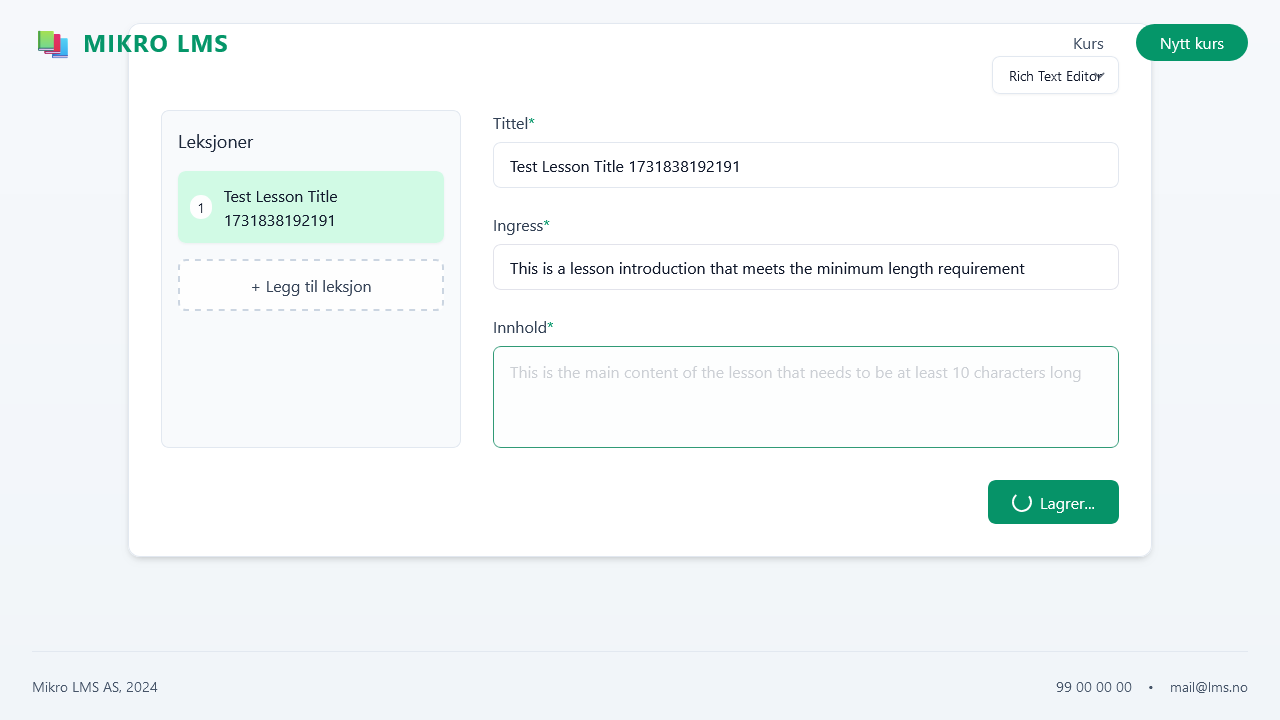 MIKRO LMS
Kurs
Nytt kurs
Rich Text Editor
Leksjoner
1
Test Lesson Title
1731838192191
+ Legg til leksjon
Tittel*
Test Lesson Title 1731838192191
Ingress*
This is a lesson introduction that meets the minimum length requirement
Innhold*
This is the main content of the lesson that needs to be at least 10 characters long
Lagrer...
Mikro LMS AS, 2024
99 00 00 00 • mail@lms.no